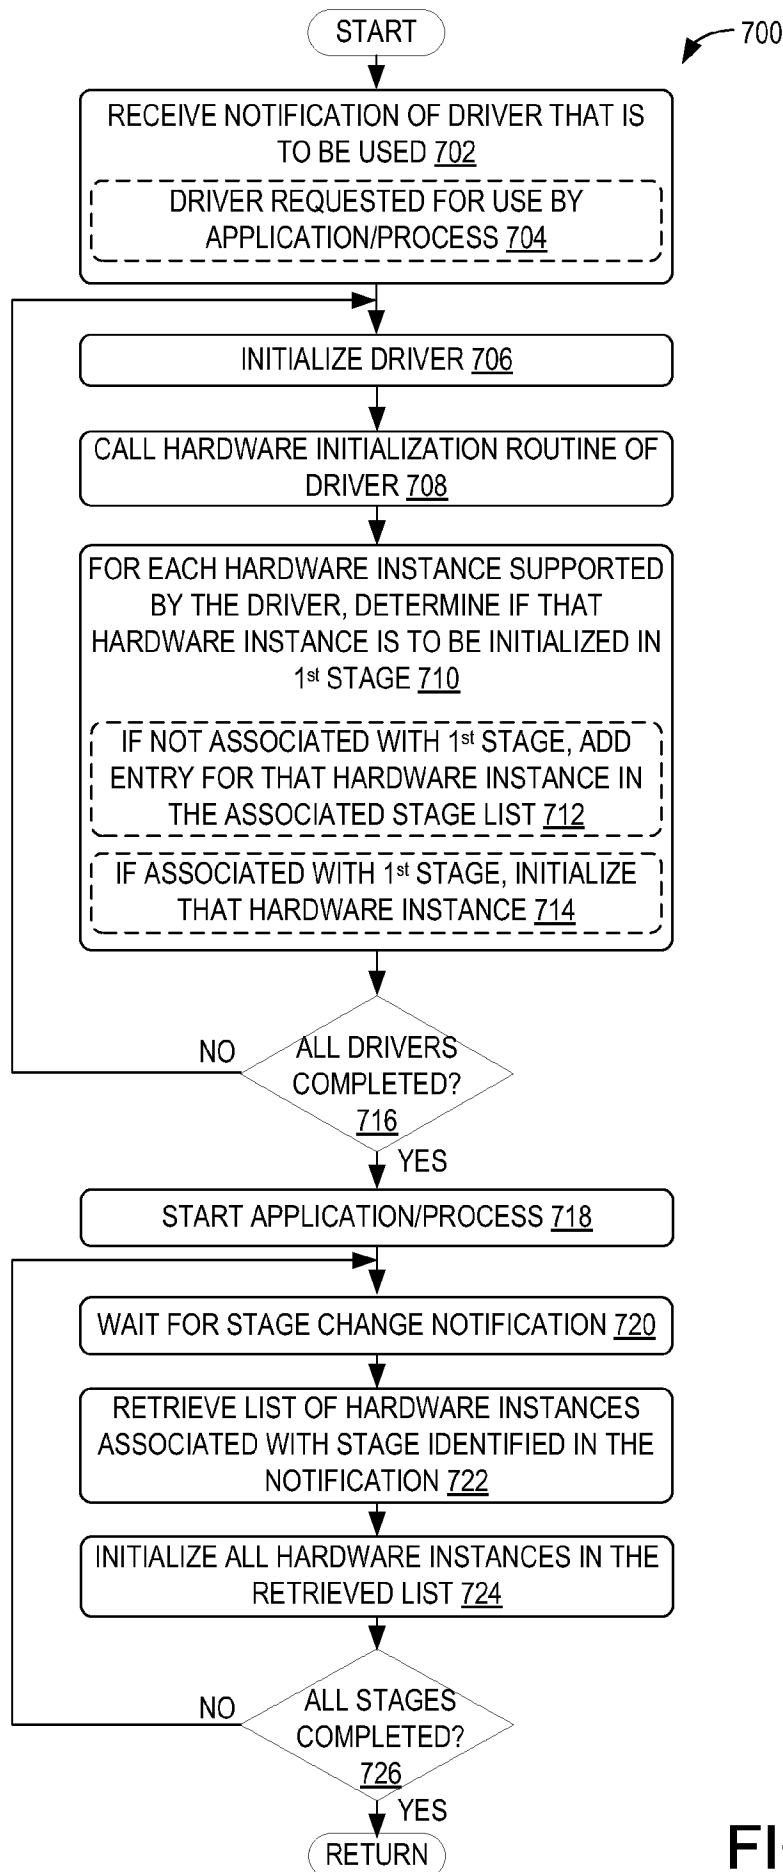 START
700
RECEIVE NOTIFICATION OF DRIVER THAT IS
TO BE USED 702
DRIVER REQUESTED FOR USE BY
APPLICATION/PROCESS 704
INITIALIZE DRIVER 706
CALL HARDWARE INITIALIZATION ROUTINE OF
DRIVER 708
FOR EACH HARDWARE INSTANCE SUPPORTED
BY THE DRIVER, DETERMINE IF THAT
HARDWARE INSTANCE IS TO BE INITIALIZED IN
1st STAGE 710
IF NOT ASSOCIATED WITH 1st STAGE, ADD
ENTRY FOR THAT HARDWARE INSTANCE IN
THE ASSOCIATED STAGE LIST 712
IF ASSOCIATED WITH 1st STAGE, INITIALIZE
THAT HARDWARE INSTANCE 714
NO
ALL DRIVERS
COMPLETED?
716
YES
START APPLICATION/PROCESS 718
WAIT FOR STAGE CHANGE NOTIFICATION 720
RETRIEVE LIST OF HARDWARE INSTANCES
ASSOCIATED WITH STAGE IDENTIFIED IN THE
NOTIFICATION 722
INITIALIZE ALL HARDWARE INSTANCES IN THE
RETRIEVED LIST 724
NO
ALL STAGES
COMPLETED?
726
YES
RETURN